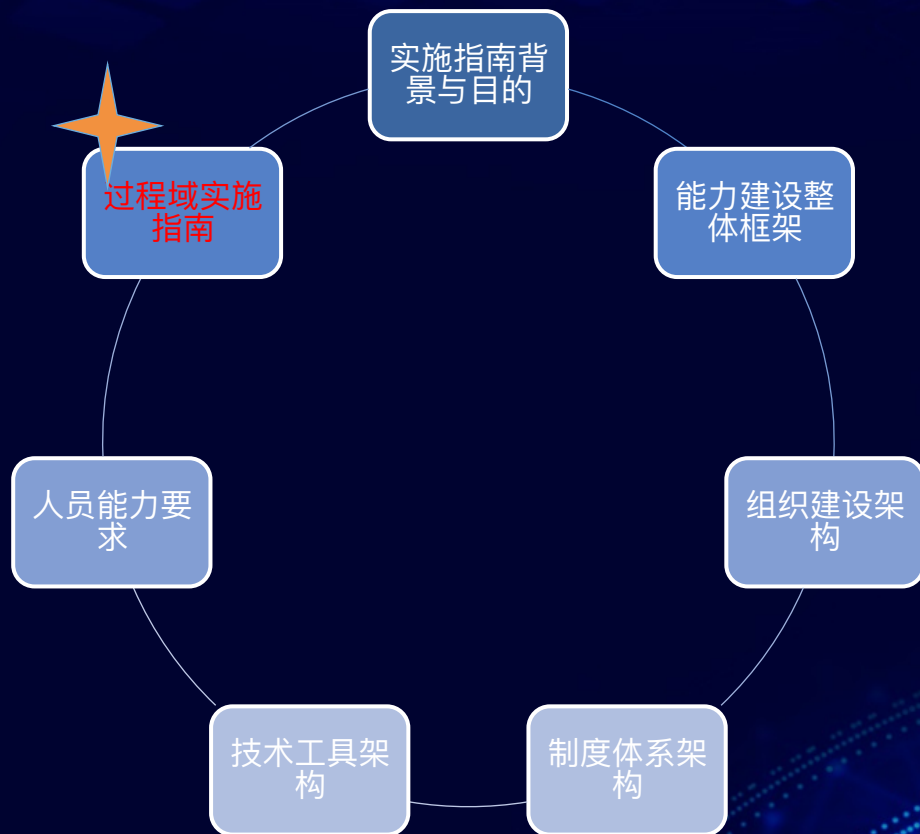 实施指南背
景与目的
能力建设整
体框架
组织建设架
构
制度体系架
构
技术工具架
构
人员能力要
求
过程域实施
指南